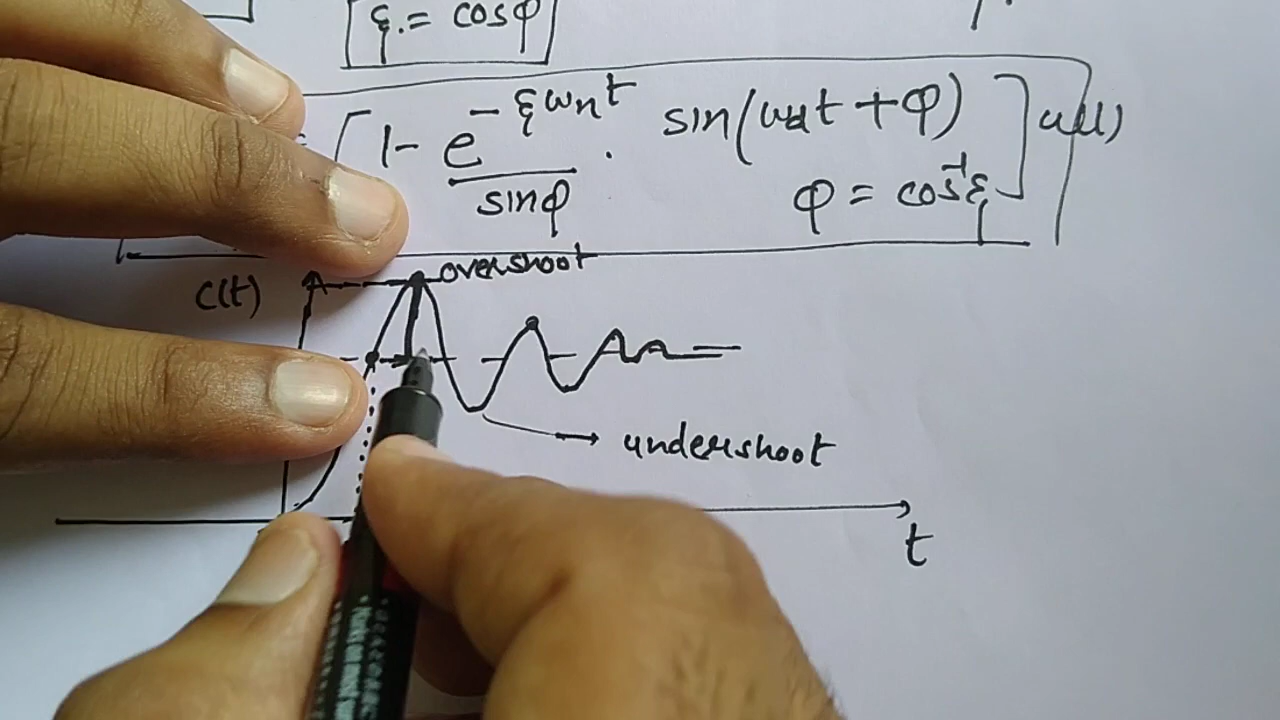 ξ. = cosφ
1 - e^{-ξωnt} . sin(ωdt + φ)
sinφ
φ = cos⁻¹ξ
c(t)
overshoot
undershoot
t